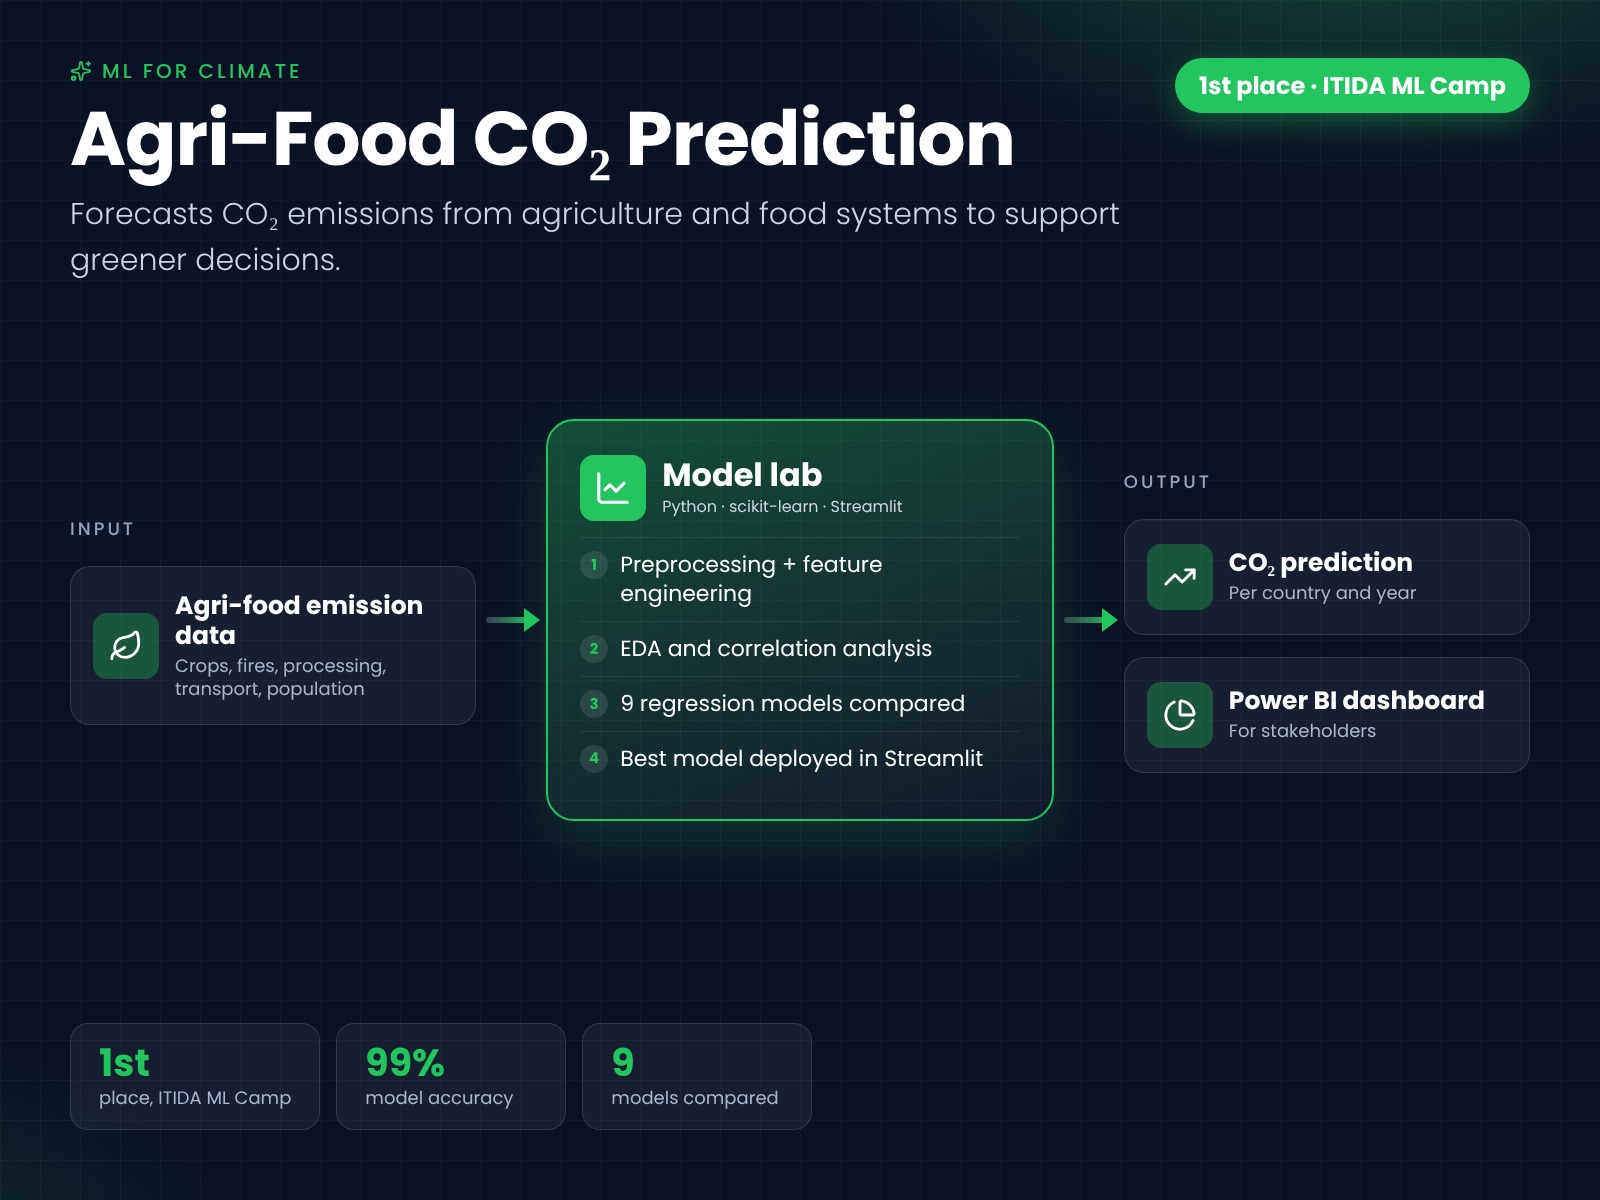 ML FOR CLIMATE
1st place · ITIDA ML Camp
Agri-Food CO₂ Prediction
Forecasts CO₂ emissions from agriculture and food systems to support
greener decisions.
INPUT
Agri-food emission
data
Crops, fires, processing,
transport, population
Model lab
Python · scikit-learn · Streamlit
1 Preprocessing + feature
engineering
2 EDA and correlation analysis
3 9 regression models compared
4 Best model deployed in Streamlit
OUTPUT
CO₂ prediction
Per country and year
Power BI dashboard
For stakeholders
1st
place, ITIDA ML Camp
99%
model accuracy
9
models compared